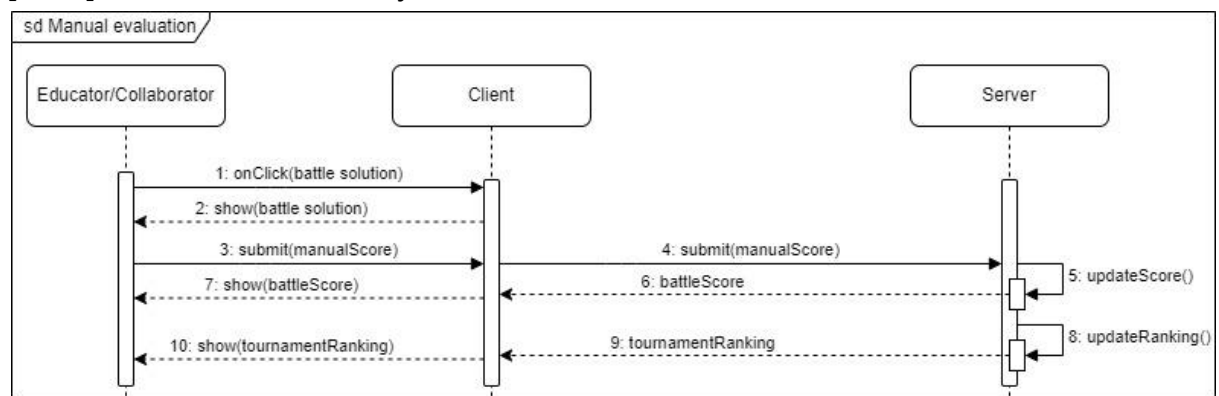 sd Manual evaluation
Educator/Collaborator
Client
Server
1: onClick(battle solution)
2: show(battle solution)
3: submit(manualScore)
4: submit(manualScore)
5: updateScore()
6: battleScore
7: show(battleScore)
8: updateRanking()
9: tournamentRanking
10: show(tournamentRanking)